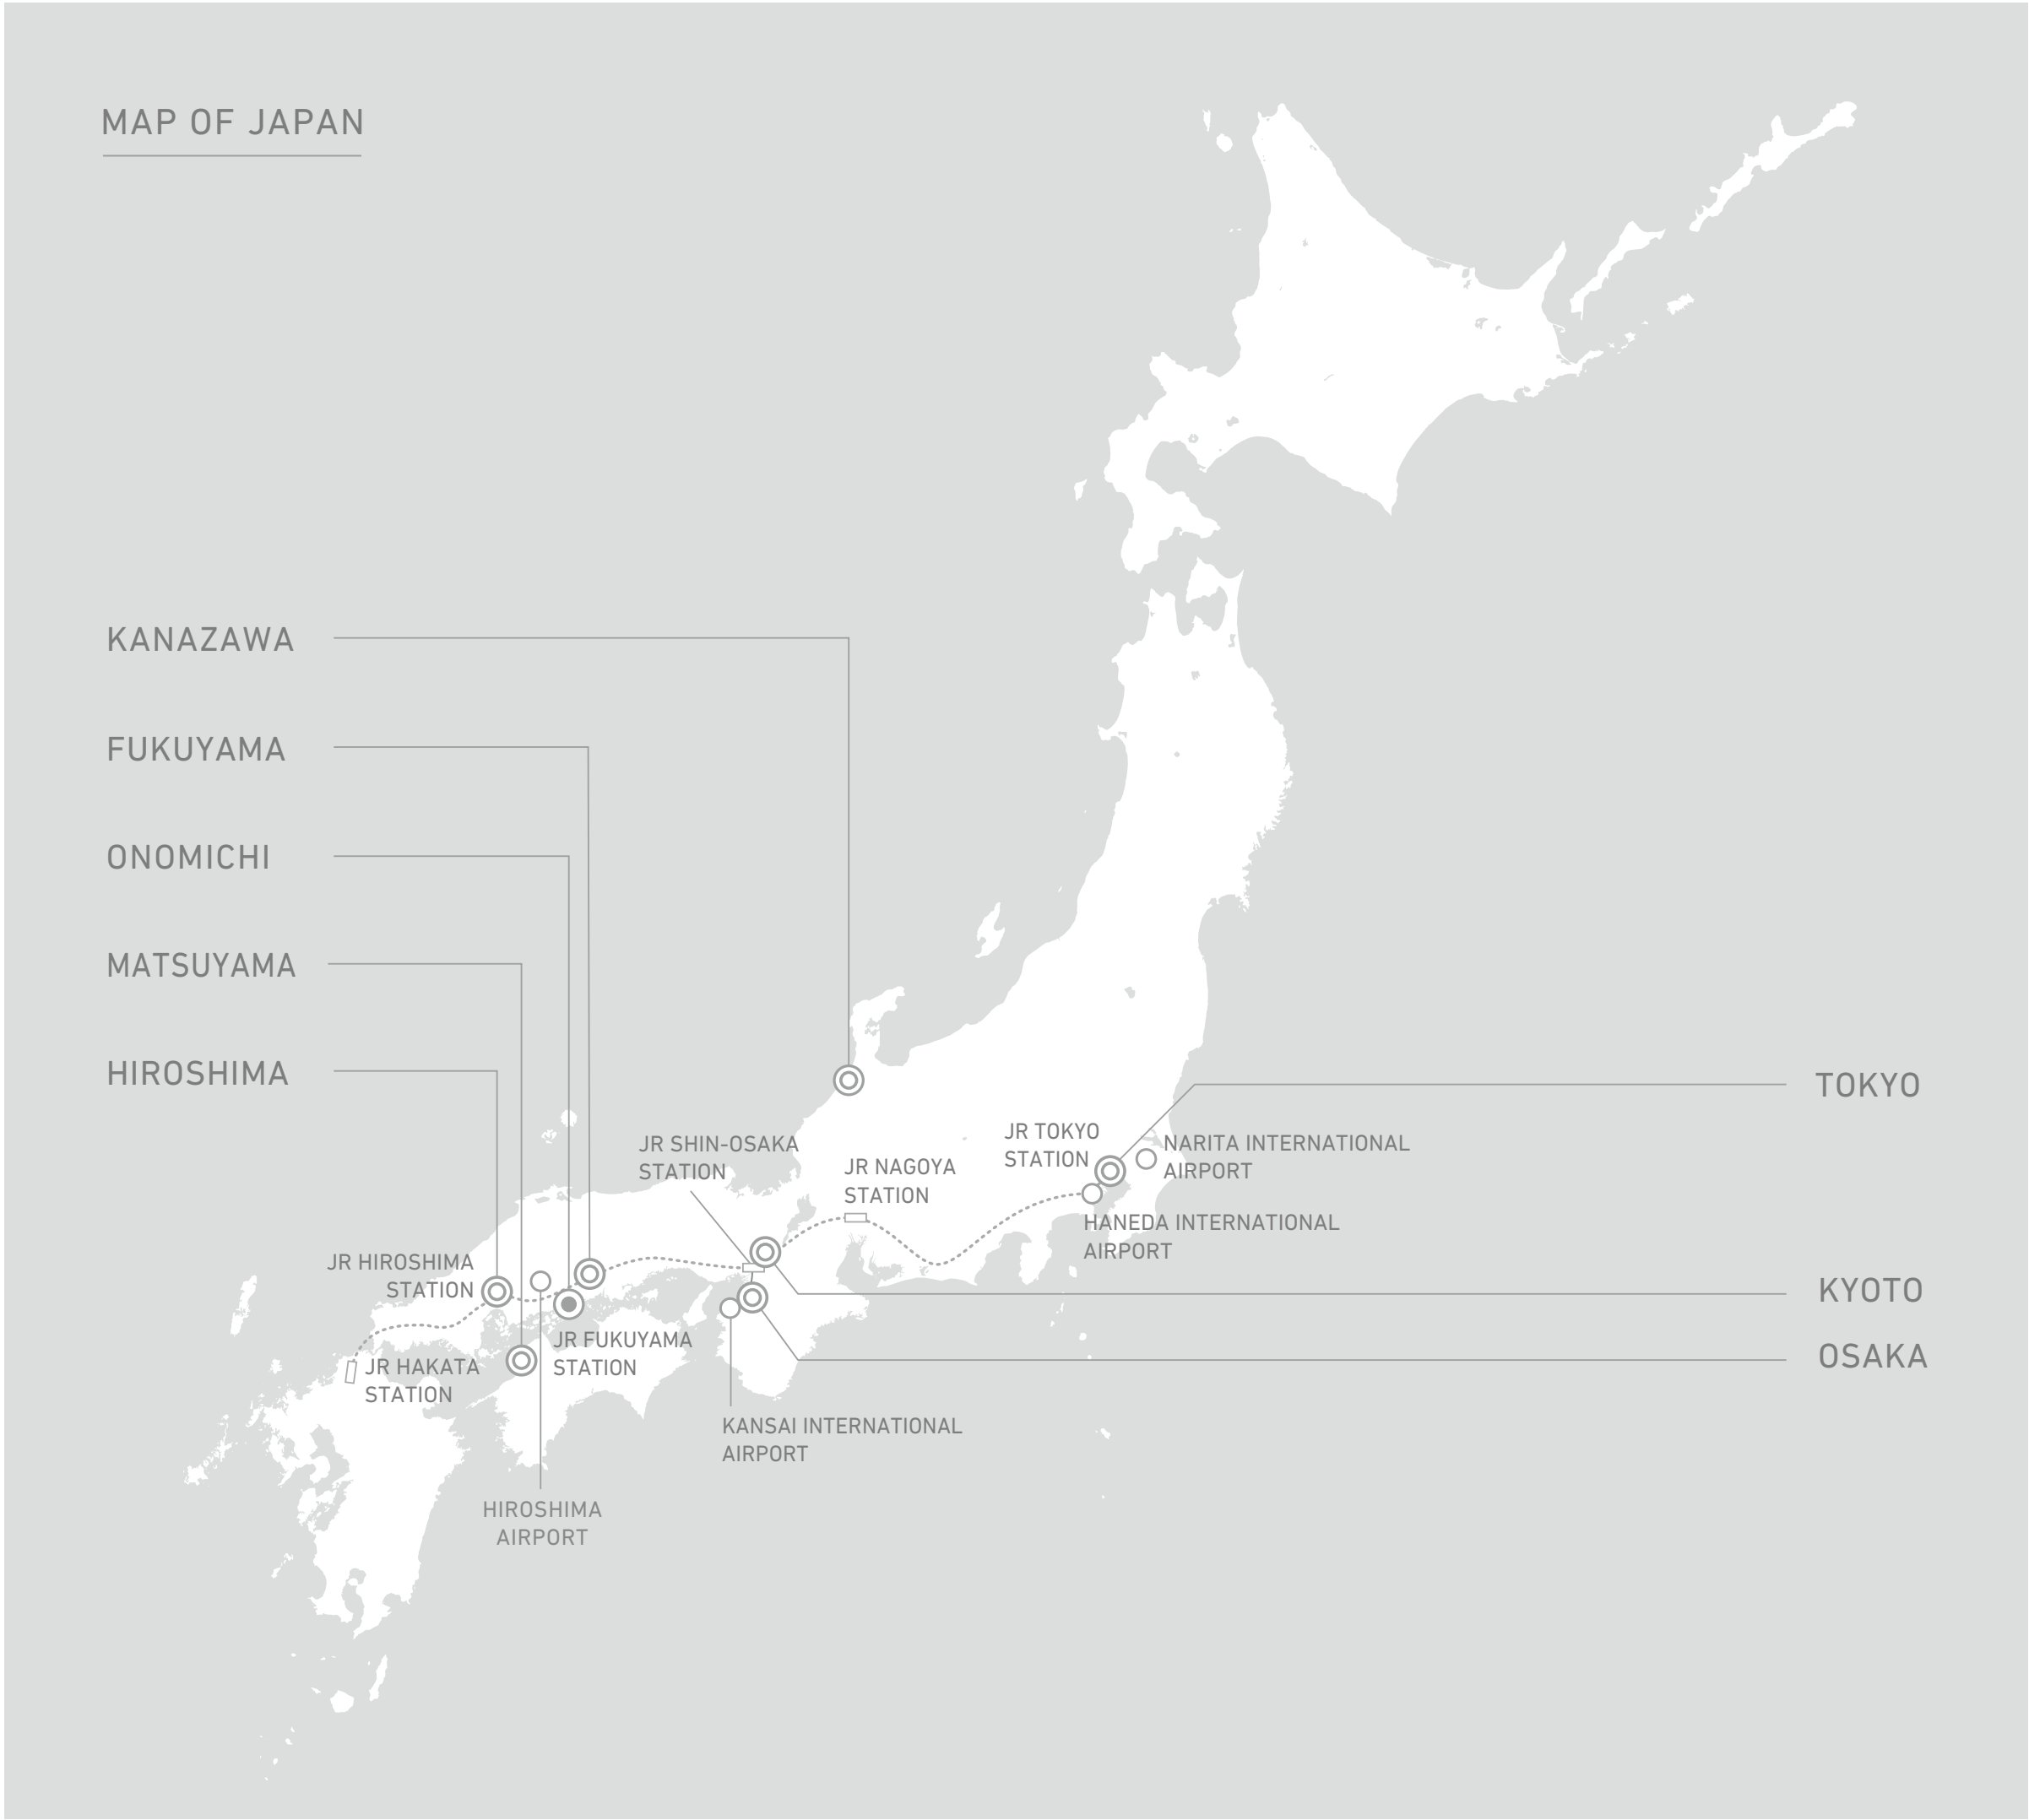 MAP OF JAPAN
KANAZAWA
FUKUYAMA
ONOMICHI
MATSUYAMA
HIROSHIMA
TOKYO
JR TOKYO
STATION
NARITA INTERNATIONAL
AIRPORT
JR SHIN-OSAKA
STATION
JR NAGOYA
STATION
HANEDA INTERNATIONAL
AIRPORT
JR HIROSHIMA
STATION
KYOTO
JR FUKUYAMA
STATION
OSAKA
JR HAKATA
STATION
KANSAI INTERNATIONAL
AIRPORT
HIROSHIMA
AIRPORT